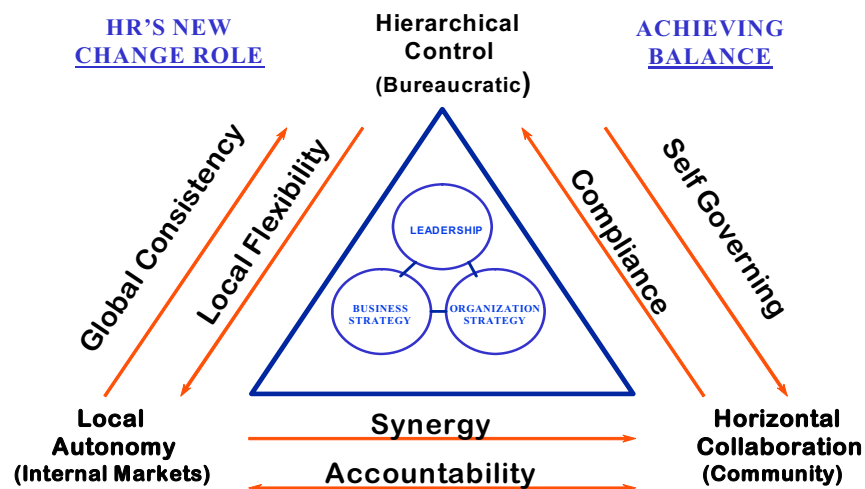 HR'S NEW
CHANGE ROLE
Hierarchical
Control
(Bureaucratic)
ACHIEVING
BALANCE
Global Consistency
Local Flexibility
Compliance
Self Governing
LEADERSHIP
BUSINESS
STRATEGY
ORGANIZATION
STRATEGY
Local
Autonomy
(Internal Markets)
Synergy
Accountability
Horizontal
Collaboration
(Community)